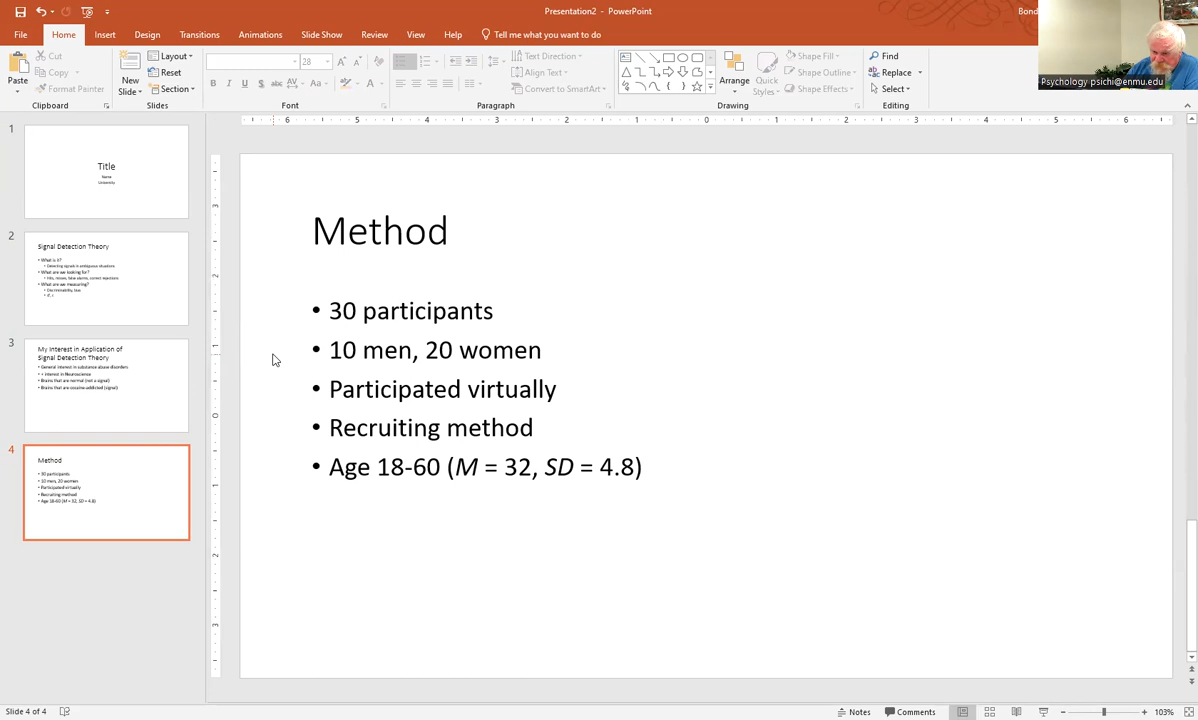 Presentation2 - PowerPoint
Bond
File
Home
Insert
Design
Transitions
Animations
Slide Show
Review
View
Help
Tell me what you want to do
Psychology psichi@enmu.edu
Paste
Cut
Copy
Format Painter
Clipboard
New Slide
Layout
Reset
Section
Slides
28
Font
Text Direction
Align Text
Convert to SmartArt
Paragraph
Arrange
Quick Styles
Shape Fill
Shape Outline
Shape Effects
Drawing
Find
Replace
Select
Editing
1
Title
Name
University
2
Signal Detection Theory
• What is it?
• Detecting signals in ambiguous situations
• What are we looking for?
• Hits, misses, false alarms, correct rejections
• What are we measuring?
• Discriminability, bias
3
My Interest in Application of
Signal Detection Theory
• General interest in substance abuse disorders
• + Interest in Neuroscience
• Brains that are normal (not a signal)
• Brains that are cocaine-addicted (signal)
4
Method
• 30 participants
• 10 men, 20 women
• Participated virtually
• Recruiting method
• Age 18-60 (M = 32, SD = 4.8)
Method
• 30 participants
• 10 men, 20 women
• Participated virtually
• Recruiting method
• Age 18-60 (M = 32, SD = 4.8)
Slide 4 of 4
Notes
Comments
103%